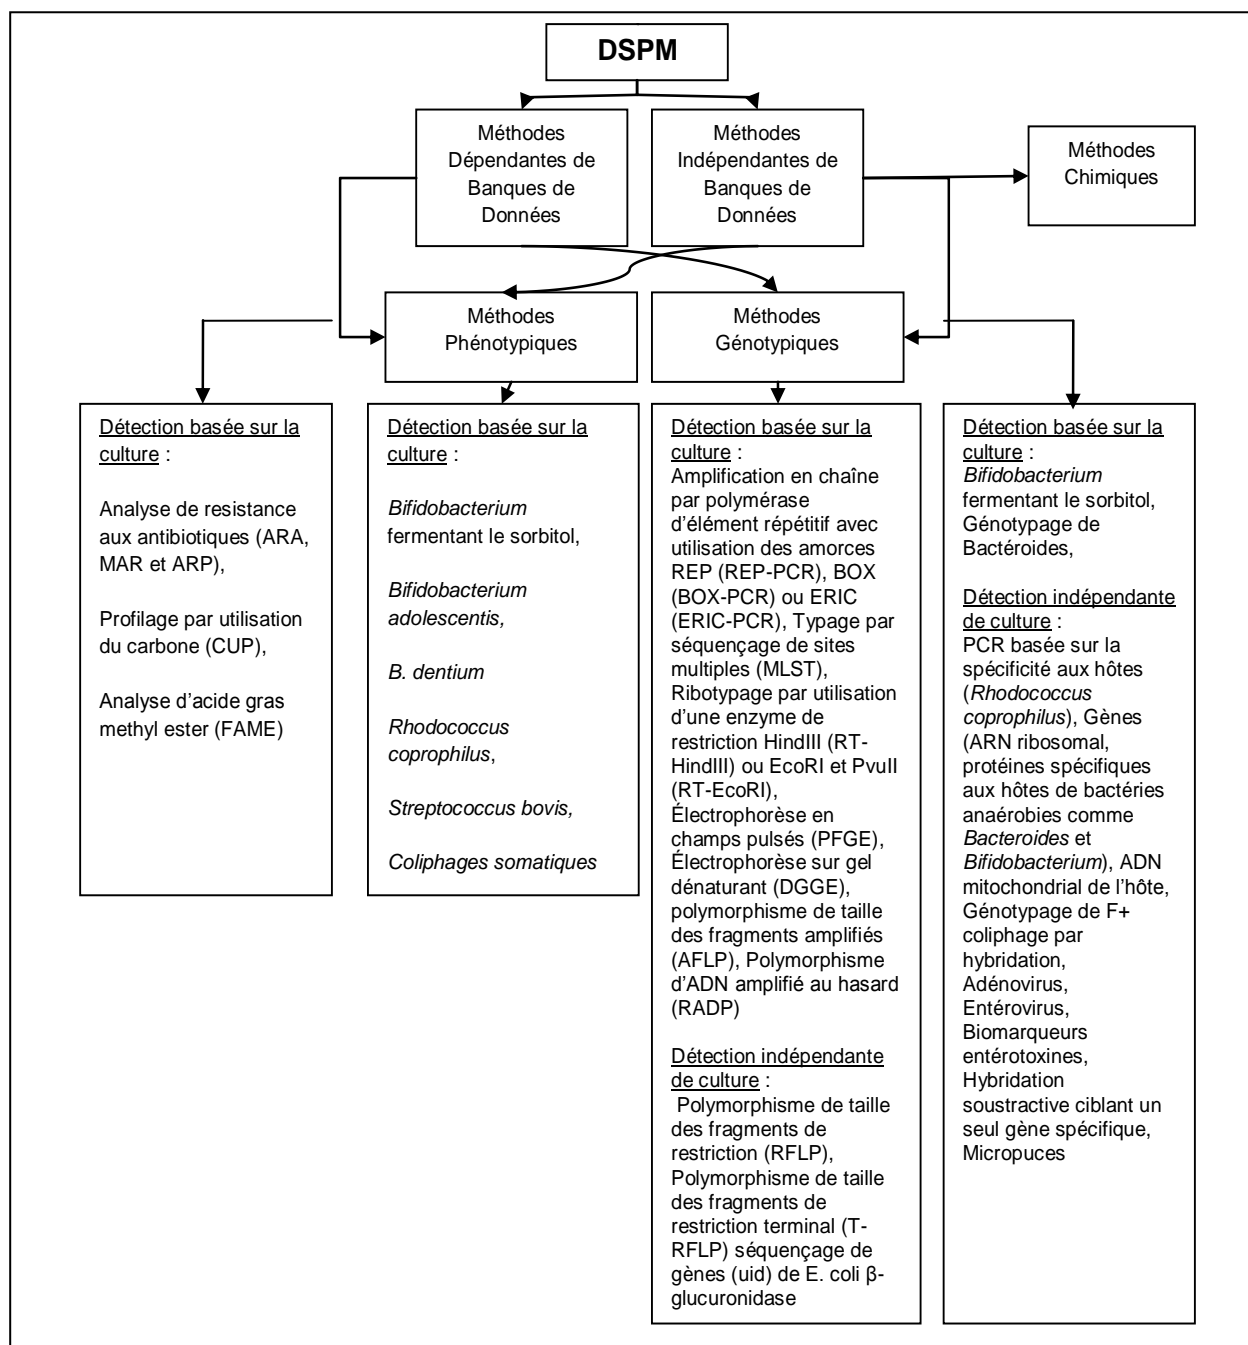 DSPM
Méthodes
Dépendantes de
Banques de
Données
Méthodes
Indépendantes de
Banques de
Données
Méthodes
Chimiques
Méthodes
Phénotypiques
Méthodes
Génotypiques
Détection basée sur la
culture :
Analyse de resistance
aux antibiotiques (ARA,
MAR et ARP),
Profilage par utilisation
du carbone (CUP),
Analyse d’acide gras
methyl ester (FAME)
Détection basée sur la
culture :
Bifidobacterium
fermentant le sorbitol,
Bifidobacterium
adolescentis,
B. dentium
Rhodococcus
coprophilus,
Streptococcus bovis,
Coliphages somatiques
Détection basée sur la
culture :
Amplification en chaîne
par polymérase
d’élément répétitif avec
utilisation des amorces
REP (REP-PCR), BOX
(BOX-PCR) ou ERIC
(ERIC-PCR), Typage par
séquençage de sites
multiples (MLST),
Ribotypage par utilisation
d’une enzyme de
restriction HindIII (RT-
HindIII) ou EcoRI et PvuII
(RT-EcoRI),
Électrophorèse en
champs pulsés (PFGE),
Électrophorèse sur gel
dénaturant (DGGE),
polymorphisme de taille
des fragments amplifiés
(AFLP), Polymorphisme
d’ADN amplifié au hasard
(RADP)
Détection indépendante
de culture :
Polymorphisme de taille
des fragments de
restriction (RFLP),
Polymorphisme de taille
des fragments de
restriction terminal (T-
RFLP) séquençage de
gènes (uid) de E. coli β-
glucuronidase
Détection basée sur la
culture :
Bifidobacterium
fermentant le sorbitol,
Génotypage de
Bactéroides,
Détection indépendante
de culture :
PCR basée sur la
spécificité aux hôtes
(Rhodococcus
coprophilus), Gènes
(ARN ribosomal,
protéines spécifiques
aux hôtes de bactéries
anaérobies comme
Bacteroides et
Bifidobacterium), ADN
mitochondrial de l’hôte,
Génotypage de F+
coliphage par
hybridation,
Adénovirus,
Entérovirus,
Biomarqueurs
entérotoxines,
Hybridation
soustractive ciblant un
seul gène spécifique,
Micropuces